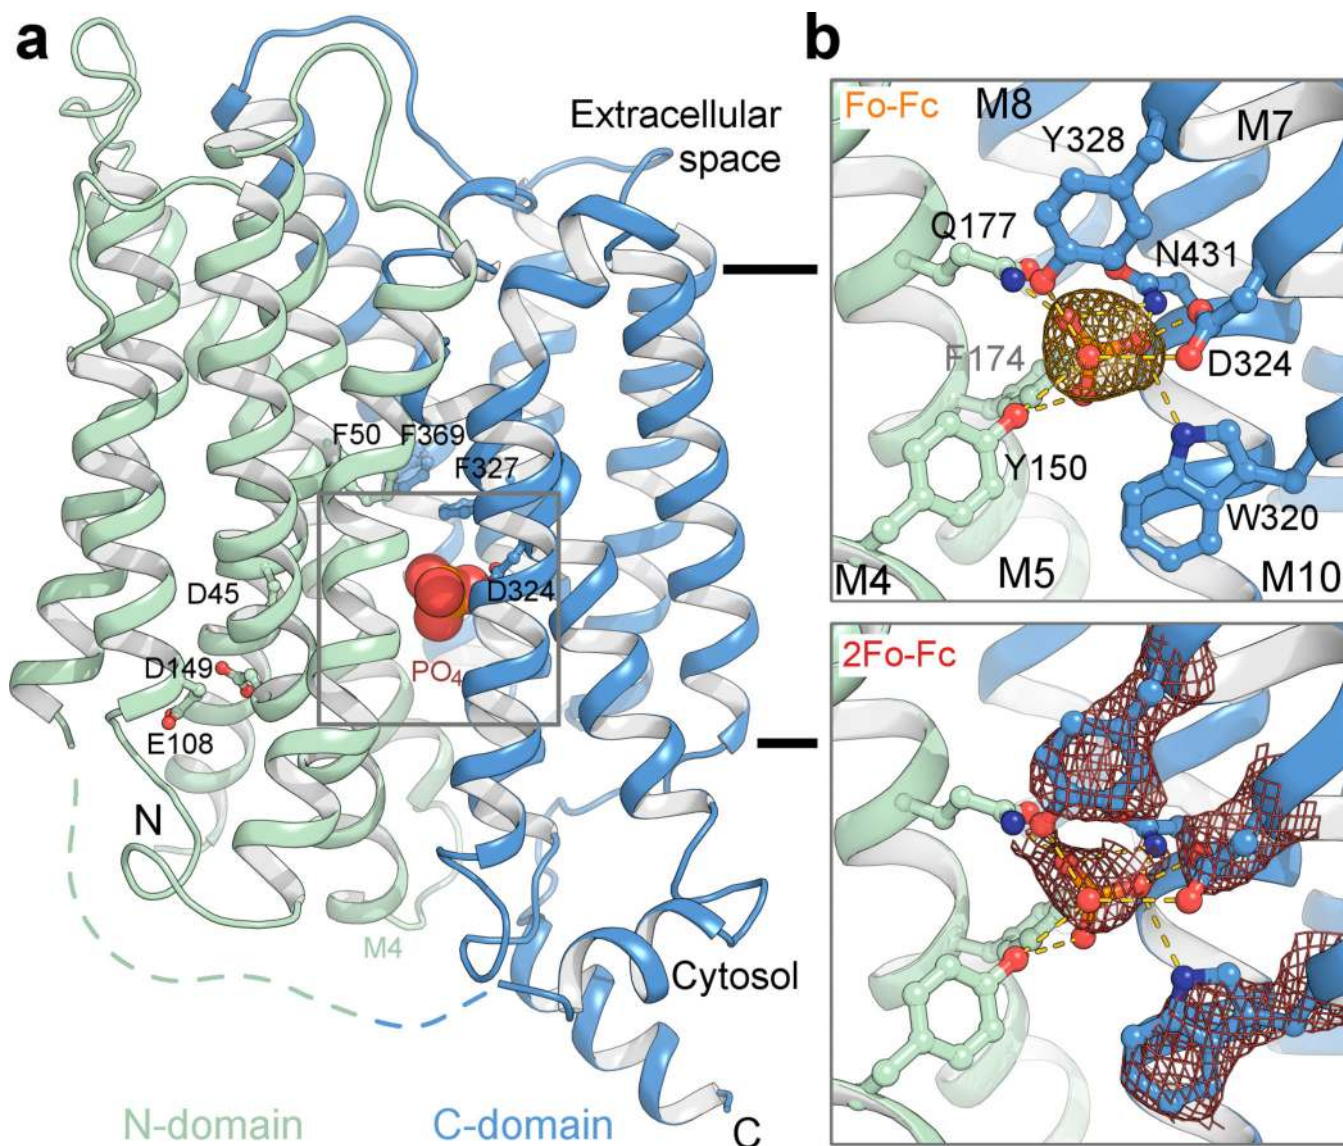 a
Extracellular
space
F50
F369
F327
D45
D324
D149
PO4
E108
N
M4
Cytosol
N-domain
C-domain
C
b
Fo-Fc
M8
M7
Y328
Q177
N431
F174
D324
Y150
W320
M4
M5
M10
2Fo-Fc